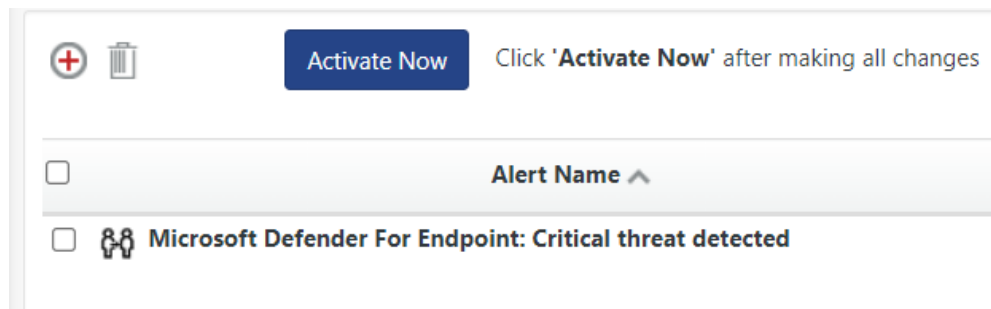 Activate Now Click 'Activate Now' after making all changes
Alert Name
Microsoft Defender For Endpoint: Critical threat detected